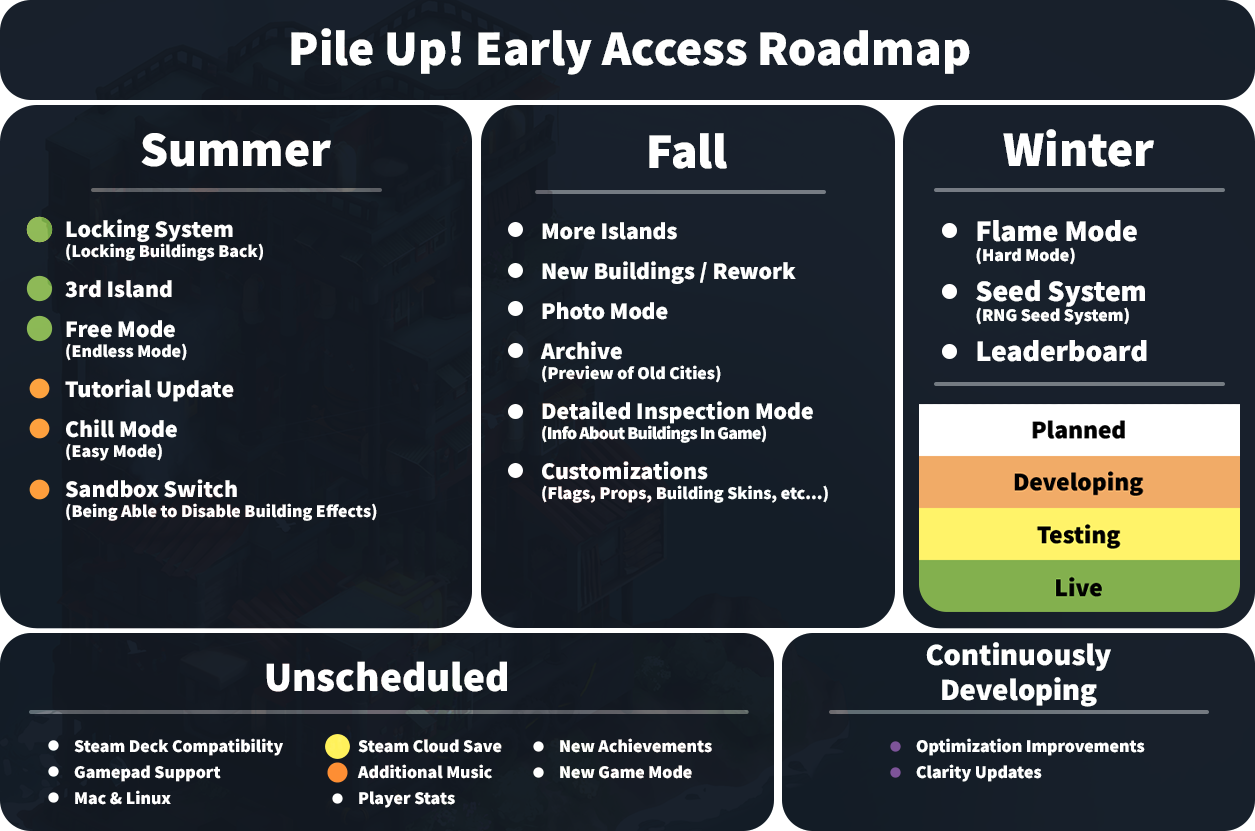 Pile Up! Early Access Roadmap
Summer
Locking System
(Locking Buildings Back)
3rd Island
Free Mode
(Endless Mode)
Tutorial Update
Chill Mode
(Easy Mode)
Sandbox Switch
(Being Able to Disable Building Effects)
Fall
More Islands
New Buildings / Rework
Photo Mode
Archive
(Preview of Old Cities)
Detailed Inspection Mode
(Info About Buildings In Game)
Customizations
(Flags, Props, Building Skins, etc...)
Winter
Flame Mode
(Hard Mode)
Seed System
(RNG Seed System)
Leaderboard
Planned
Developing
Testing
Live
Unscheduled
Steam Deck Compatibility
Gamepad Support
Mac & Linux
Steam Cloud Save
Additional Music
Player Stats
New Achievements
New Game Mode
Continuously
Developing
Optimization Improvements
Clarity Updates